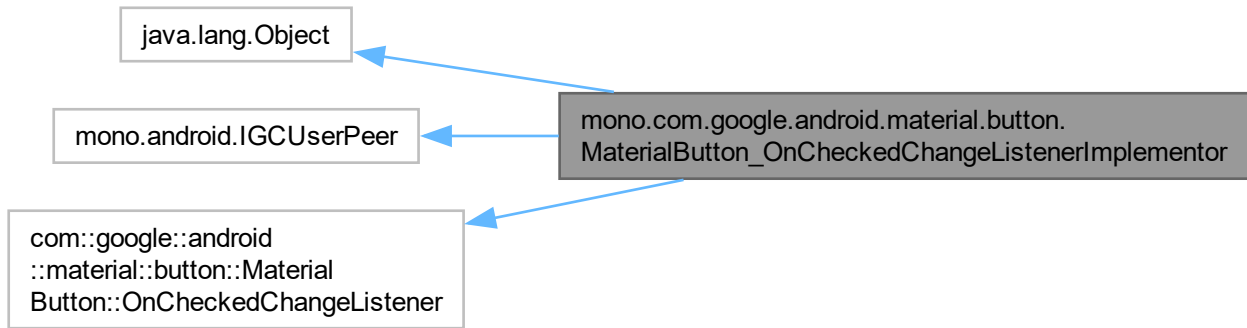 java.lang.Object
mono.android.IGCUserPeer
mono.com.google.android.material.button.
MaterialButton_OnCheckedChangeListenerImplementor
com::google::android
::material::button::Material
Button::OnCheckedChangeListener